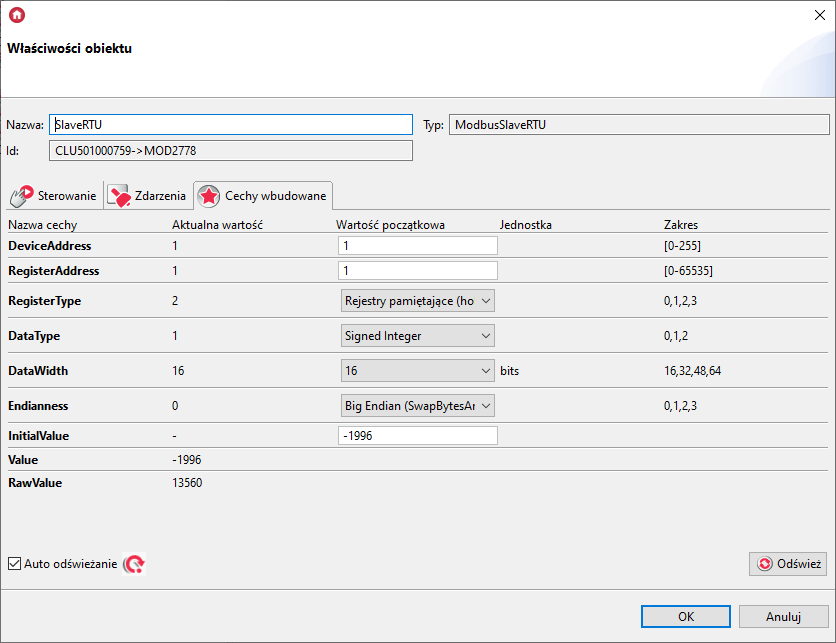 Właściwości obiektu
Nazwa: SlaveRTU Typ: ModbusSlaveRTU
Id: CLU501000759->MOD2778
Sterowanie Zdarzenia Cechy wbudowane
Nazwa cechy Aktualna wartość Wartość początkowa Jednostka Zakres
DeviceAddress 1 1 [0-255]
RegisterAddress 1 1 [0-65535]
RegisterType 2 Rejestry pamiętające (ho 0,1,2,3
DataType 1 Signed Integer 0,1,2
DataWidth 16 16 bits 16,32,48,64
Endianness 0 Big Endian (SwapBytesAr 0,1,2,3
InitialValue - -1996
Value -1996
RawValue 13560
Auto odświeżanie Odśwież
OK Anuluj